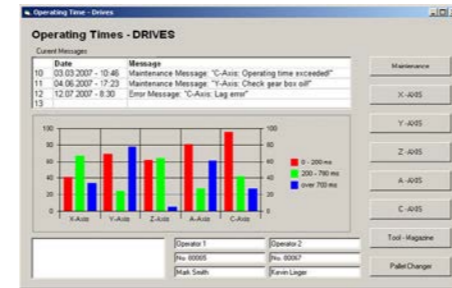 Operating Time - Drives
Operating Times - DRIVES
Current Messages
Date Message
10 03.03.2007 - 10:46 Maintenance Message: "C-Axis: Operating time exceeded!"
11 04.06.2007 - 17:23 Maintenance Message: "Y-Axis: Check gear box oil!"
12 12.07.2007 - 8:30 Error Message: "C-Axis: Lag error"
13
Maintenance
X-AXIS
Y-AXIS
Z-AXIS
A-AXIS
C-AXIS
Tool-Magazine
Pallet Changer
100 100
80 80
60 60
40 40
20 20
0 0
X-Axis Y-Axis Z-Axis A-Axis C-Axis
0 - 200 ms
200 - 700 ms
over 700 ms
Operator 1 Operator 2
No. 80065 No. 80067
Mark Smith Kevin Linger